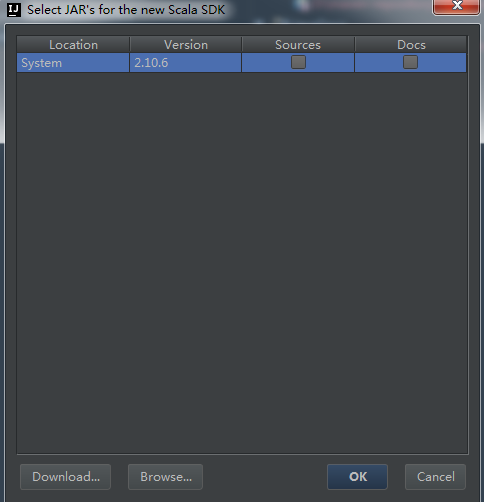 IJ Select JAR's for the new Scala SDK
Location Version Sources Docs
System 2.10.6
Download... Browse... OK Cancel